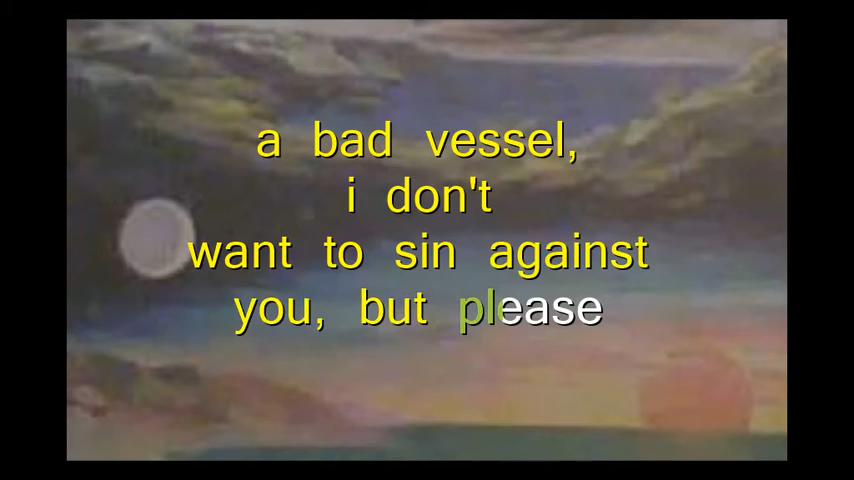 a bad vessel,
i don't
want to sin against
you, but please